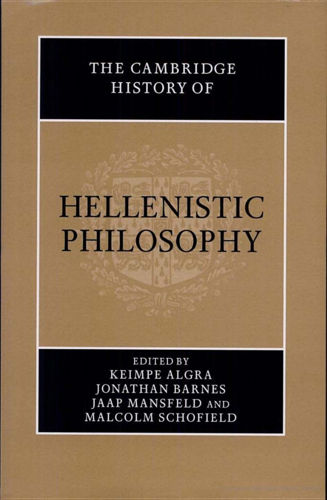 THE CAMBRIDGE
HISTORY OF
HELLENISTIC
PHILOSOPHY
EDITED BY
KEIMPE ALGRA
JONATHAN BARNES
JAAP MANSFELD AND
MALCOLM SCHOFIELD